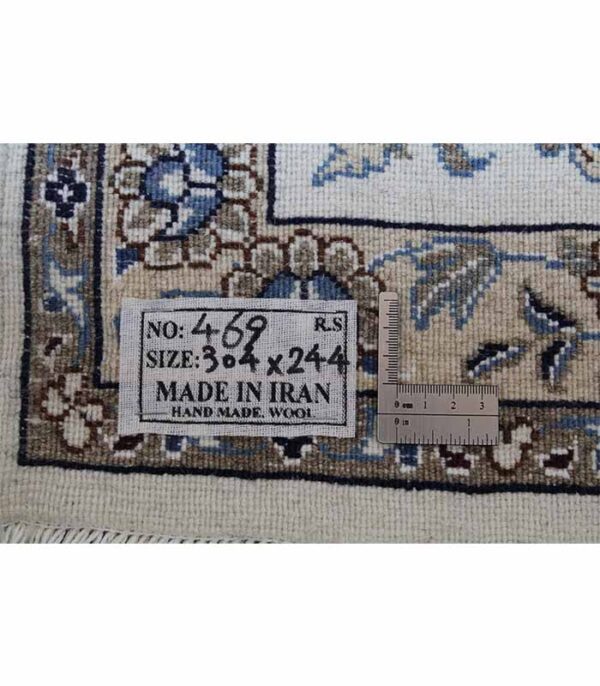 NO: 469 R.S
SIZE: 304 x 244
MADE IN IRAN
HAND MADE, WOOL
0 cm 1 2 3
0 in 1